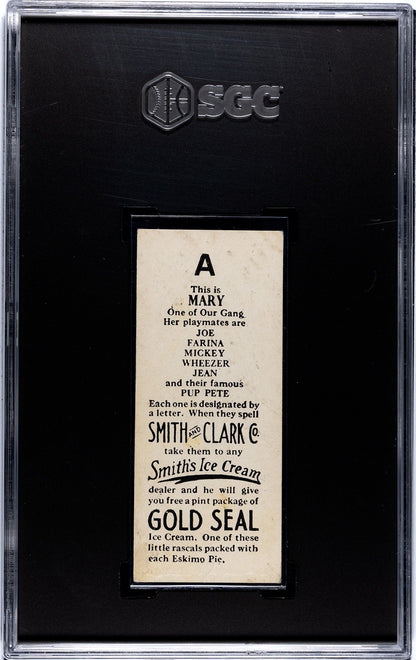 SGC
A
This is
MARY
One of Our Gang
Her playmates are
JOE
FARINA
MICKEY
WHEEZER
JEAN
and their famous
PUP PETE
Each one is designated by
a letter. When they spell
SMITH AND CLARK Co.
take them to any
Smith's Ice Cream
dealer and he will give
you free a pint package of
GOLD SEAL
Ice Cream. One of these
little rascals packed with
each Eskimo Pie.